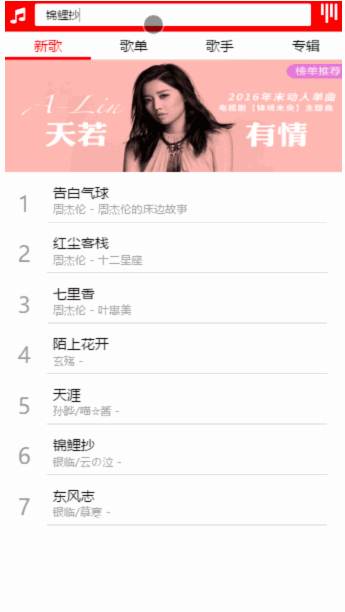 锦鲤抄
新歌 歌单 歌手 专辑
榜单推荐
A-Lin
2016年末动人单曲
电视剧【锦绣未央】主题曲
天若 有情
1 告白气球
周杰伦 - 周杰伦的床边故事
2 红尘客栈
周杰伦 - 十二星座
3 七里香
周杰伦 - 叶惠美
4 陌上花开
玄殇 -
5 天涯
孙晔/喵☆酱 -
6 锦鲤抄
银临/云の泣 -
7 东风志
银临/草寒 -